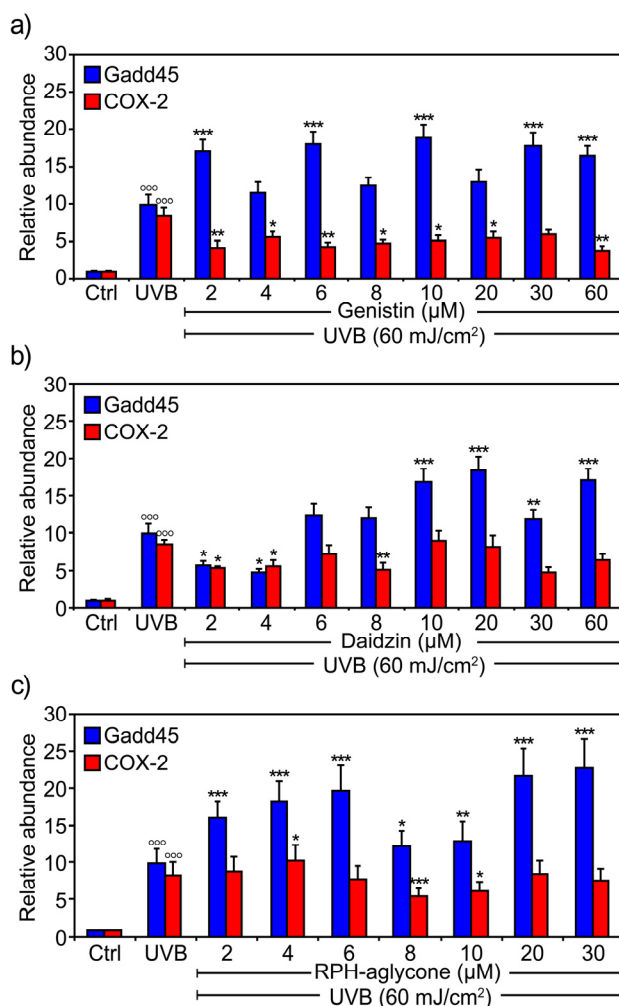 a)
30
25
20
15
10
5
0
Relative abundance
Gadd45
COX-2
°°° °°°
*** ** * *** ** * *** * * *** *** **
Ctrl UVB 2 4 6 8 10 20 30 60
Genistin (µM)
UVB (60 mJ/cm²)
b)
30
25
20
15
10
5
0
Relative abundance
Gadd45
COX-2
°°° °°°
* * * * ** *** *** ** ***
Ctrl UVB 2 4 6 8 10 20 30 60
Daidzin (µM)
UVB (60 mJ/cm²)
c)
30
25
20
15
10
5
0
Relative abundance
Gadd45
COX-2
°°° °°°
*** *** * *** * *** ** * *** ***
Ctrl UVB 2 4 6 8 10 20 30
RPH-aglycone (µM)
UVB (60 mJ/cm²)